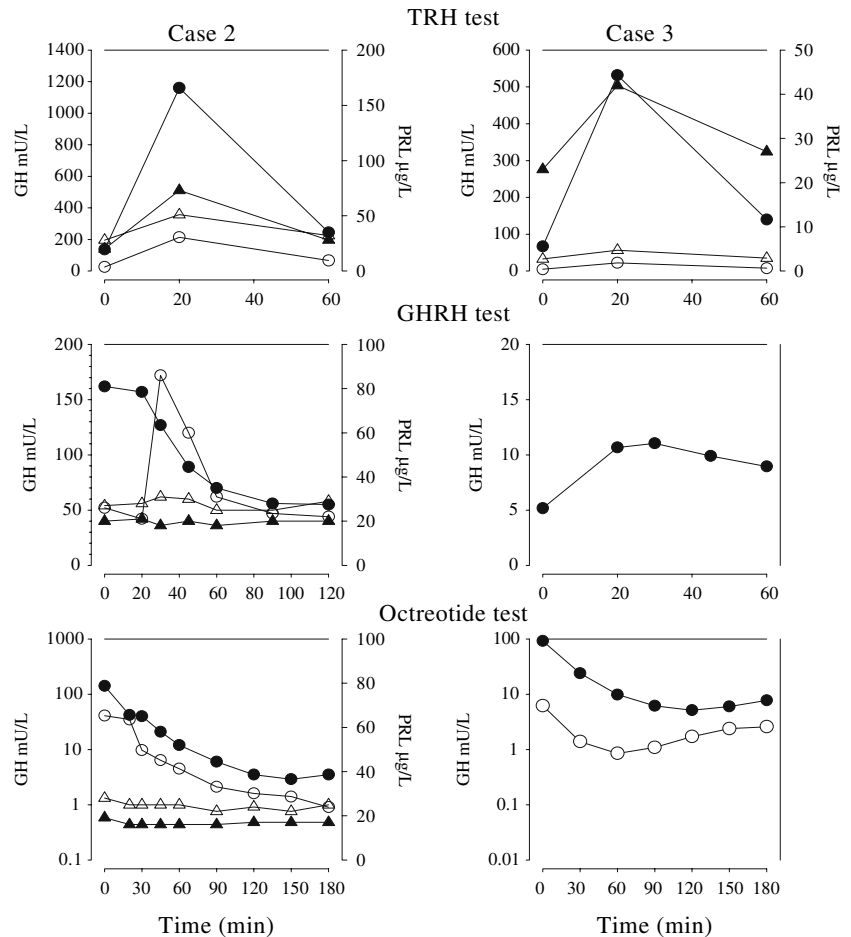 TRH test
Case 2
Case 3
1400
1200
1000
800
600
400
200
0
GH mU/L
200
150
100
50
0
PRL µg/L
0 20 40 60
600
500
400
300
200
100
0
GH mU/L
50
40
30
20
10
0
PRL µg/L
0 20 40 60
GHRH test
200
150
100
50
0
GH mU/L
100
80
60
40
20
0
PRL µg/L
0 20 40 60 80 100 120
20
15
10
5
0
GH mU/L
0 20 40 60
Octreotide test
1000
100
10
1
0.1
GH mU/L
100
80
60
40
20
0
PRL µg/L
0 30 60 90 120 150 180
Time (min)
100
10
1
0.1
0.01
GH mU/L
0 30 60 90 120 150 180
Time (min)